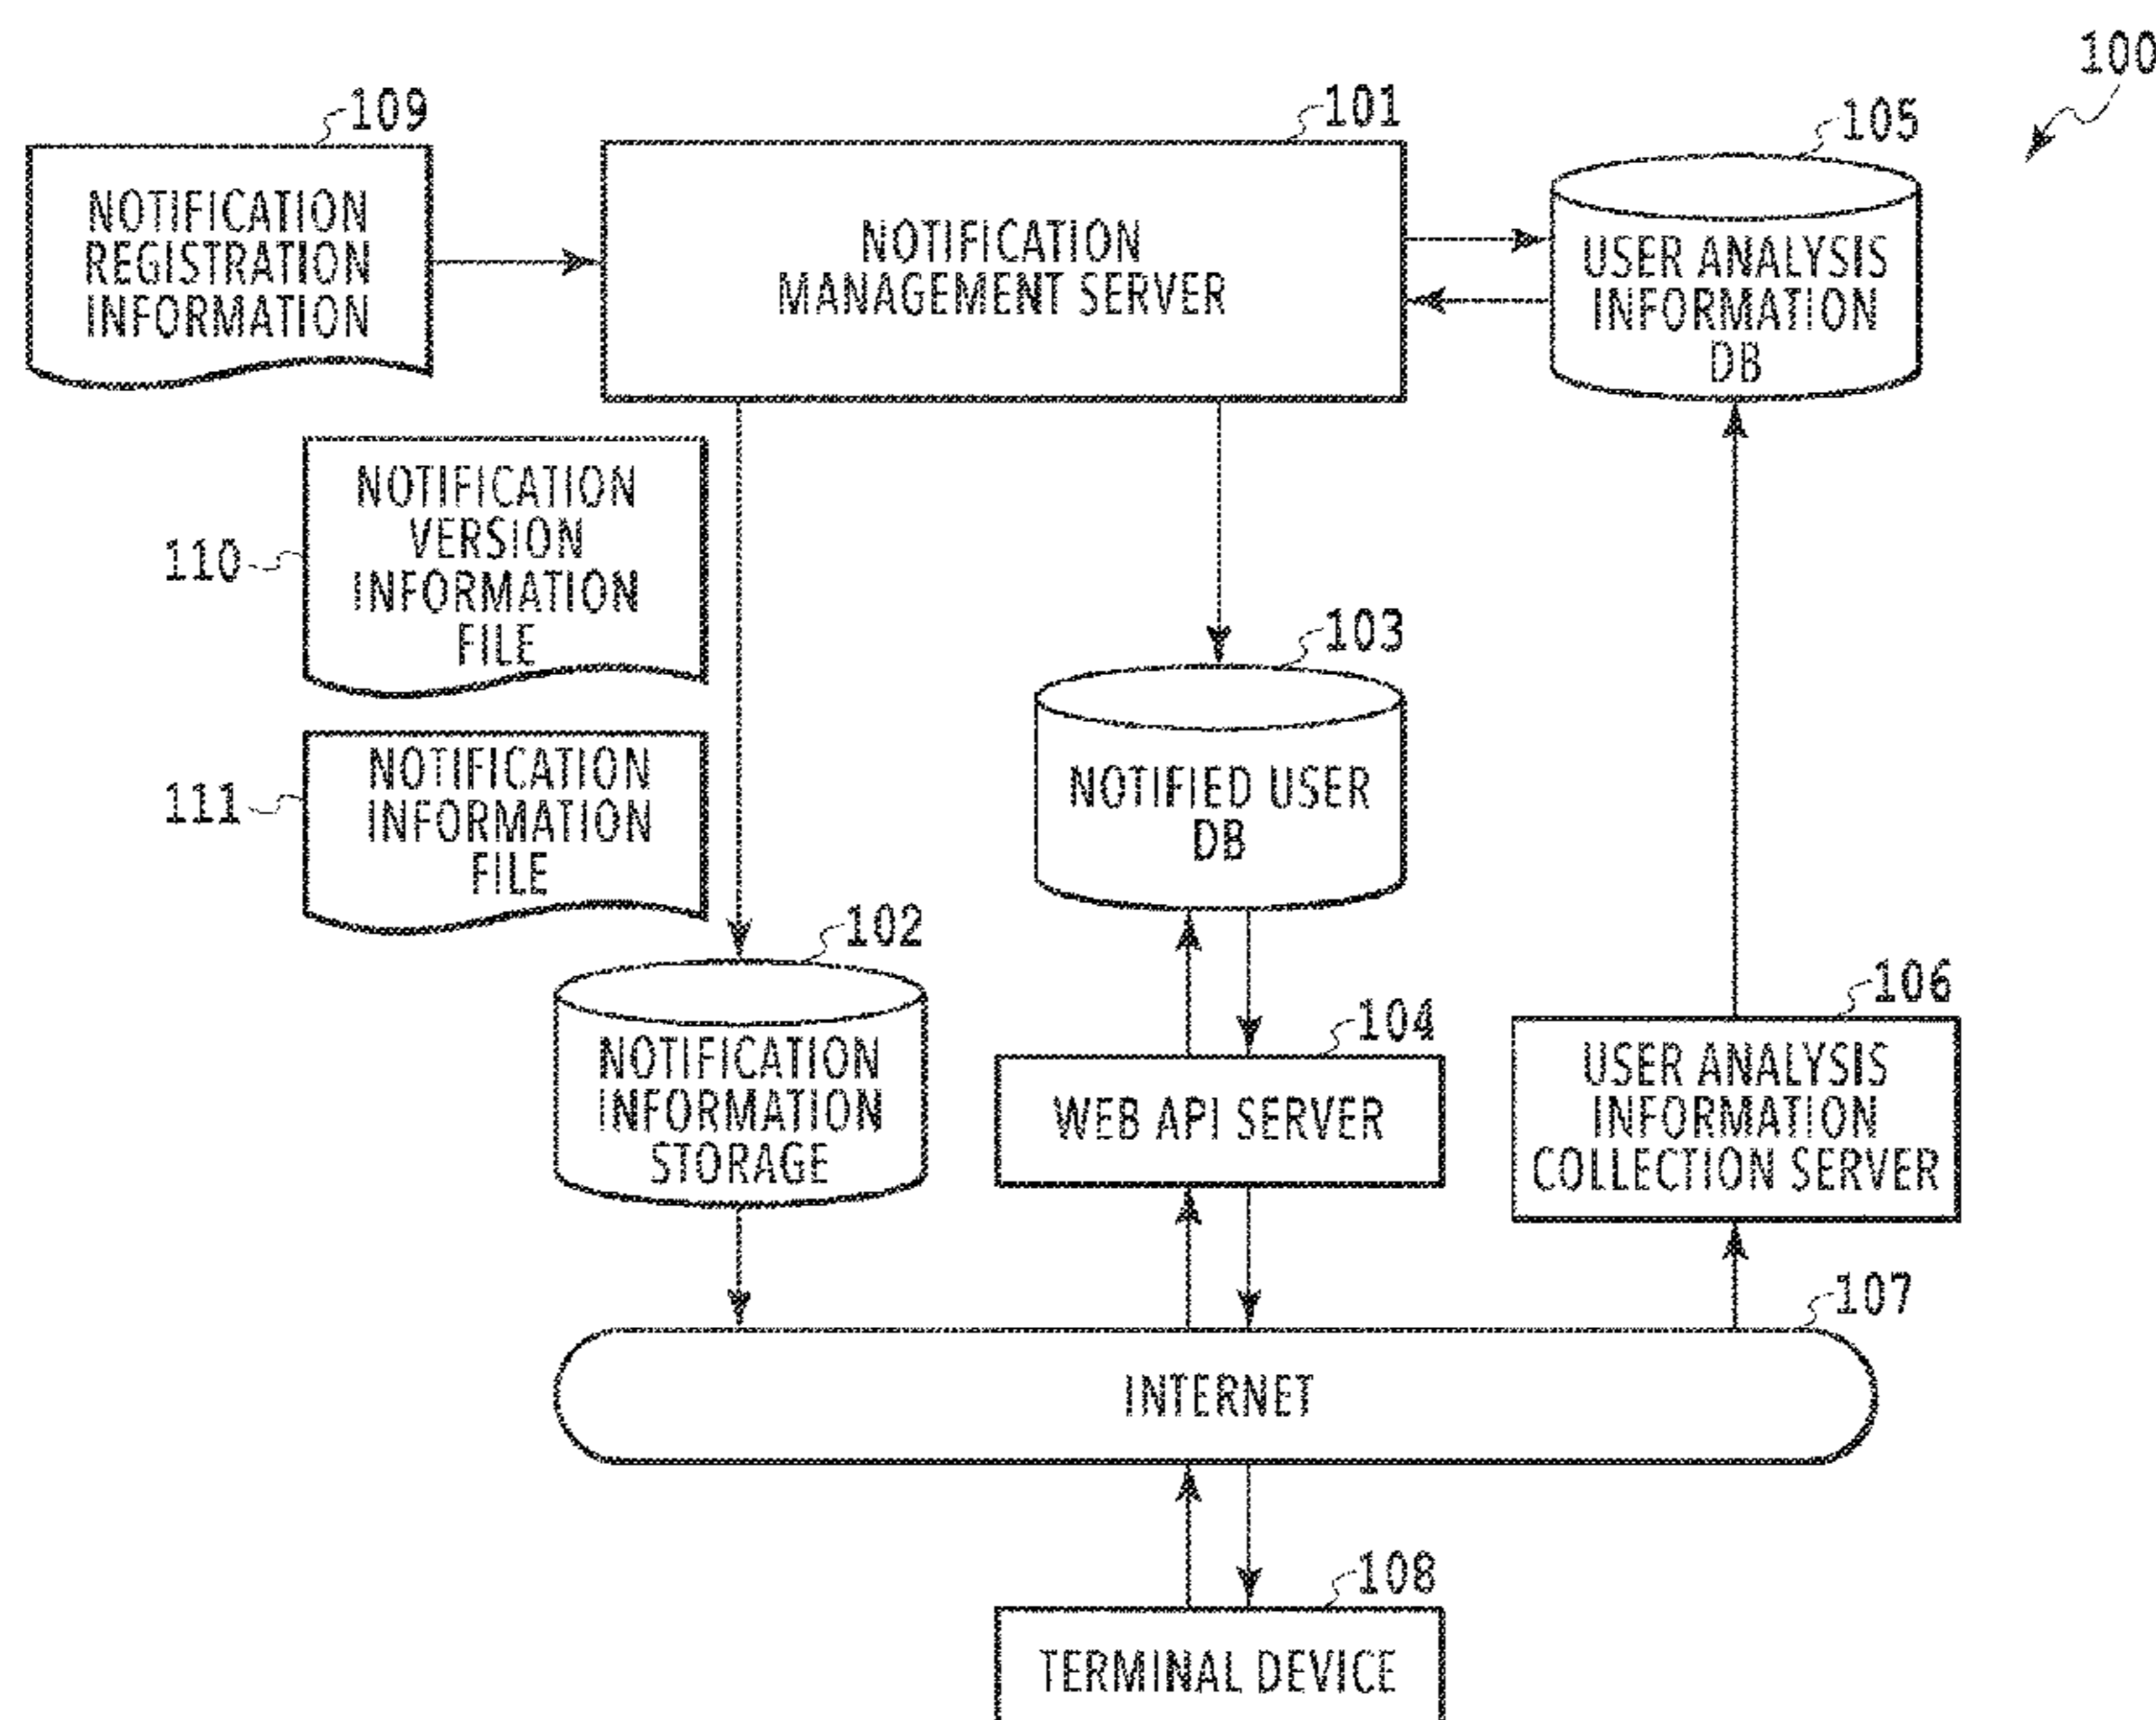 100
109
NOTIFICATION
REGISTRATION
INFORMATION
101
NOTIFICATION
MANAGEMENT SERVER
105
USER ANALYSIS
INFORMATION
DB
110
NOTIFICATION
VERSION
INFORMATION
FILE
111
NOTIFICATION
INFORMATION
FILE
103
NOTIFIED USER
DB
102
NOTIFICATION
INFORMATION
STORAGE
104
WEB API SERVER
106
USER ANALYSIS
INFORMATION
COLLECTION SERVER
107
INTERNET
108
TERMINAL DEVICE